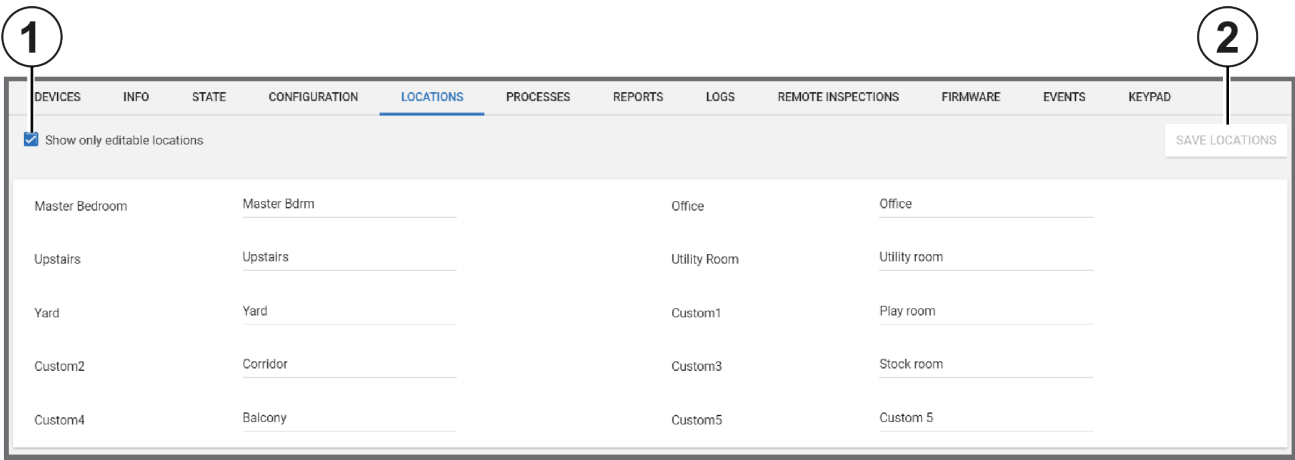 1
2
DEVICES INFO STATE CONFIGURATION LOCATIONS PROCESSES REPORTS LOGS REMOTE INSPECTIONS FIRMWARE EVENTS KEYPAD
Show only editable locations SAVE LOCATIONS
Master Bedroom Master Bdrm Office Office
Upstairs Upstairs Utility Room Utility room
Yard Yard Custom1 Play room
Custom2 Corridor Custom3 Stock room
Custom4 Balcony Custom5 Custom 5